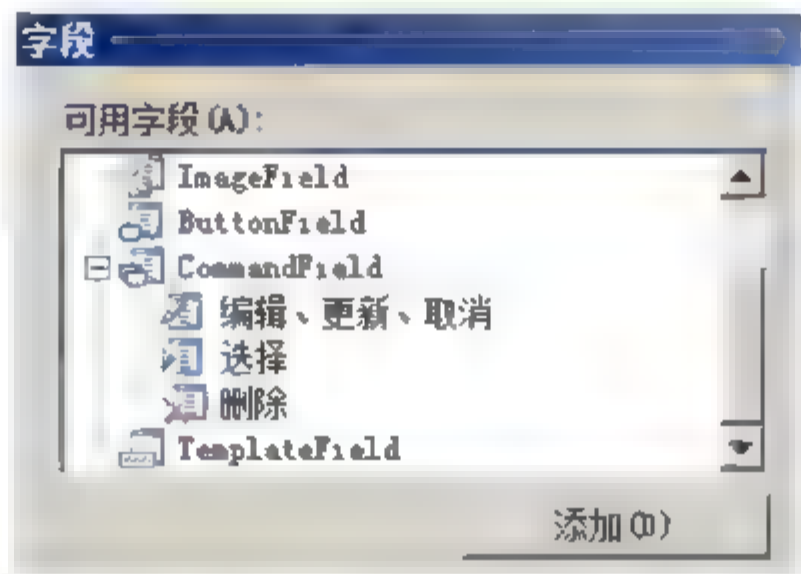 字段
可用字段(A):
ImageField
ButtonField
CommandField
编辑、更新、取消
选择
删除
TemplateField
添加(D)